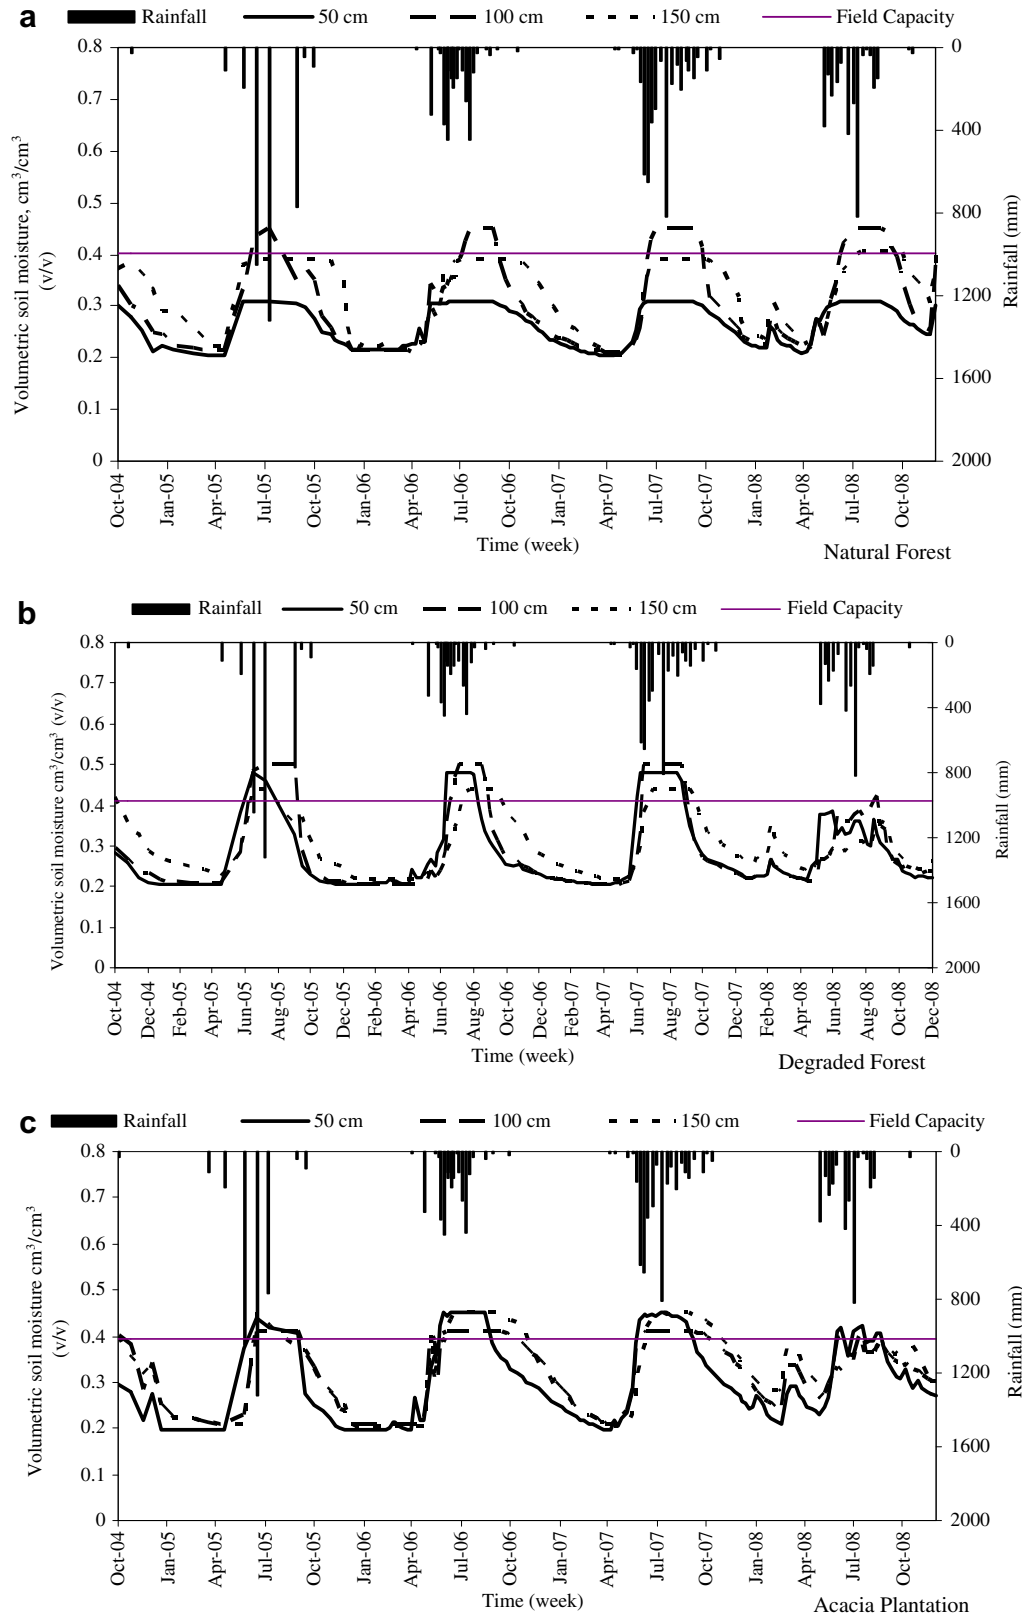 a Rainfall 50 cm 100 cm 150 cm Field Capacity
0.8
0.7
0.6
0.5
0.4
0.3
0.2
0.1
0
Volumetric soil moisture, cm³/cm³
(v/v)
0
400
800
1200
1600
2000
Rainfall (mm)
Oct-04 Jan-05 Apr-05 Jul-05 Oct-05 Jan-06 Apr-06 Jul-06 Oct-06 Jan-07 Apr-07 Jul-07 Oct-07 Jan-08 Apr-08 Jul-08 Oct-08
Time (week)
Natural Forest
b Rainfall 50 cm 100 cm 150 cm Field Capacity
0.8
0.7
0.6
0.5
0.4
0.3
0.2
0.1
0
Volumetric soil moisture cm³/cm³ (v/v)
0
400
800
1200
1600
2000
Rainfall (mm)
Oct-04 Dec-04 Feb-05 Apr-05 Jun-05 Aug-05 Oct-05 Dec-05 Feb-06 Apr-06 Jun-06 Aug-06 Oct-06 Dec-06 Feb-07 Apr-07 Jun-07 Aug-07 Oct-07 Dec-07 Feb-08 Apr-08 Jun-08 Aug-08 Oct-08 Dec-08
Time (week)
Degraded Forest
c Rainfall 50 cm 100 cm 150 cm Field Capacity
0.8
0.7
0.6
0.5
0.4
0.3
0.2
0.1
0
Volumetric soil moisture cm³/cm³
(v/v)
0
400
800
1200
1600
2000
Rainfall (mm)
Oct-04 Jan-05 Apr-05 Jul-05 Oct-05 Jan-06 Apr-06 Jul-06 Oct-06 Jan-07 Apr-07 Jul-07 Oct-07 Jan-08 Apr-08 Jul-08 Oct-08
Time (week)
Acacia Plantation